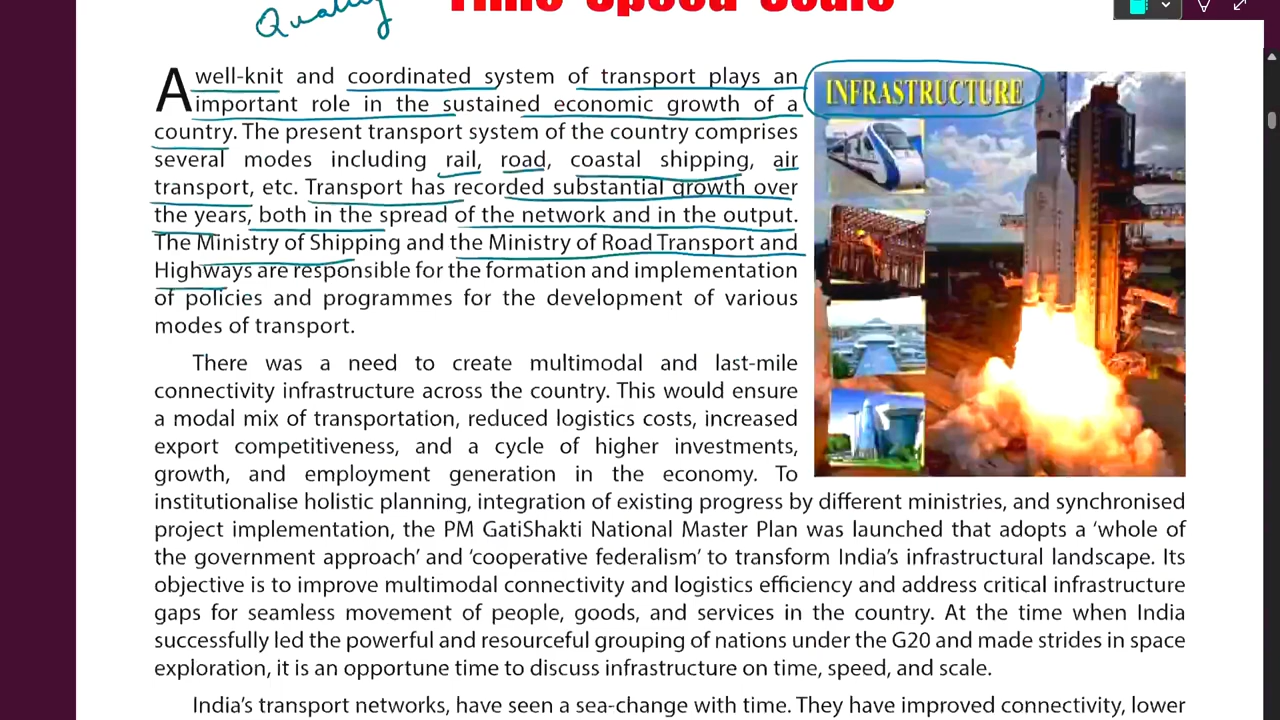 Quality
Time Speed Scale
A well-knit and coordinated system of transport plays an
important role in the sustained economic growth of a
country. The present transport system of the country comprises
several modes including rail, road, coastal shipping, air
transport, etc. Transport has recorded substantial growth over
the years, both in the spread of the network and in the output.
The Ministry of Shipping and the Ministry of Road Transport and
Highways are responsible for the formation and implementation
of policies and programmes for the development of various
modes of transport.
INFRASTRUCTURE
There was a need to create multimodal and last-mile
connectivity infrastructure across the country. This would ensure
a modal mix of transportation, reduced logistics costs, increased
export competitiveness, and a cycle of higher investments,
growth, and employment generation in the economy. To
institutionalise holistic planning, integration of existing progress by different ministries, and synchronised
project implementation, the PM GatiShakti National Master Plan was launched that adopts a ‘whole of
the government approach’ and ‘cooperative federalism’ to transform India’s infrastructural landscape. Its
objective is to improve multimodal connectivity and logistics efficiency and address critical infrastructure
gaps for seamless movement of people, goods, and services in the country. At the time when India
successfully led the powerful and resourceful grouping of nations under the G20 and made strides in space
exploration, it is an opportune time to discuss infrastructure on time, speed, and scale.
India’s transport networks, have seen a sea-change with time. They have improved connectivity, lower